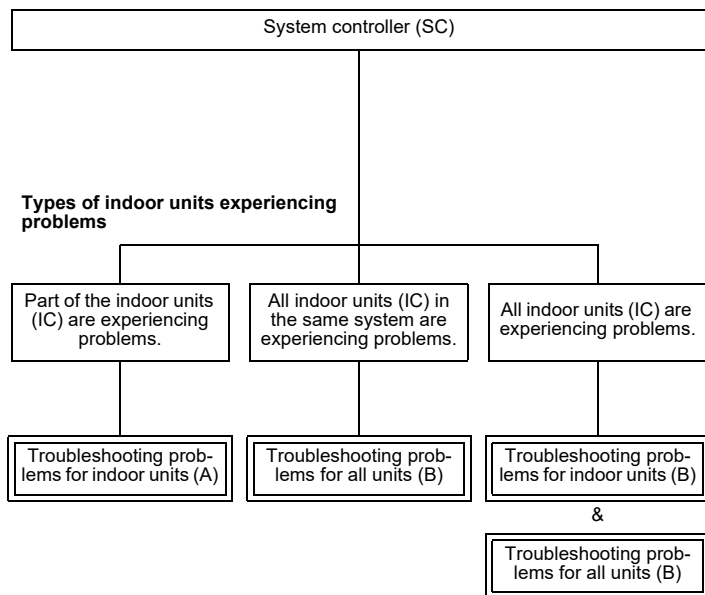 System controller (SC)
Types of indoor units experiencing
problems
Part of the indoor units
(IC) are experiencing
problems.
All indoor units (IC) in
the same system are
experiencing problems.
All indoor units (IC) are
experiencing problems.
Troubleshooting prob-
lems for indoor units (A)
Troubleshooting prob-
lems for all units (B)
Troubleshooting prob-
lems for indoor units (B)
&
Troubleshooting prob-
lems for all units (B)